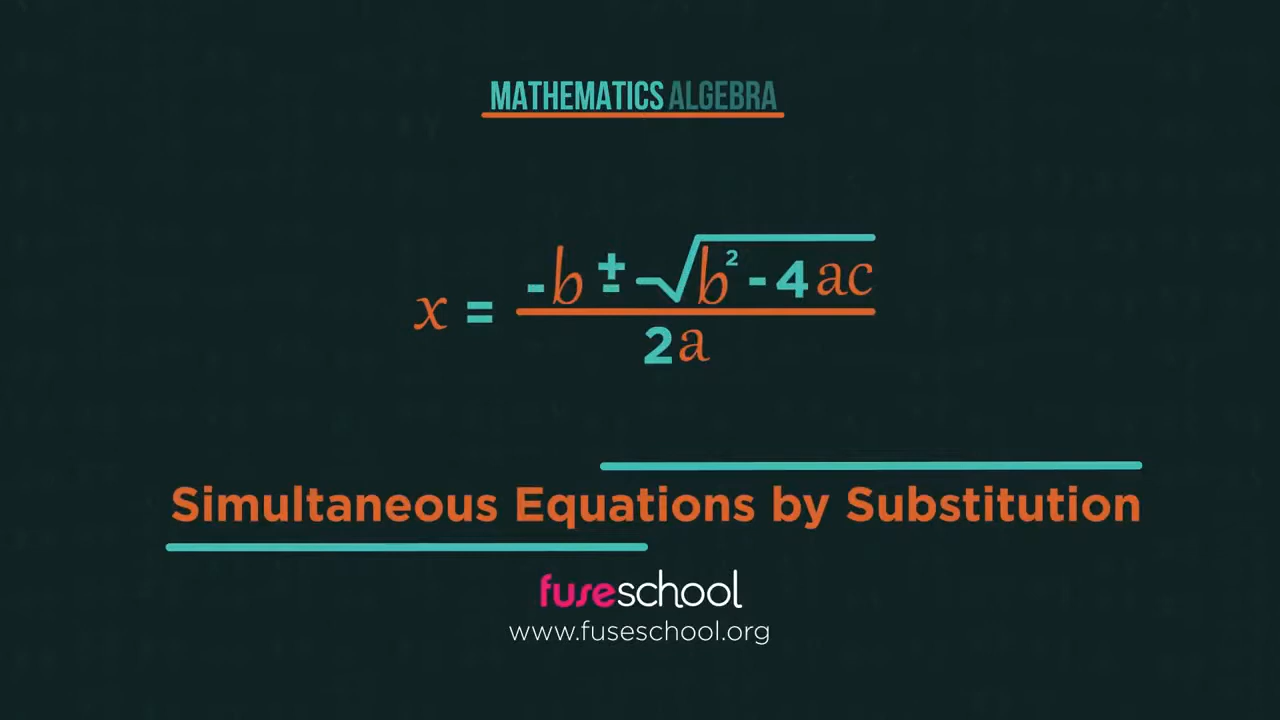 MATHEMATICS ALGEBRA
x = -b ± √b² - 4ac
2a
Simultaneous Equations by Substitution
fuseschool
www.fuseschool.org